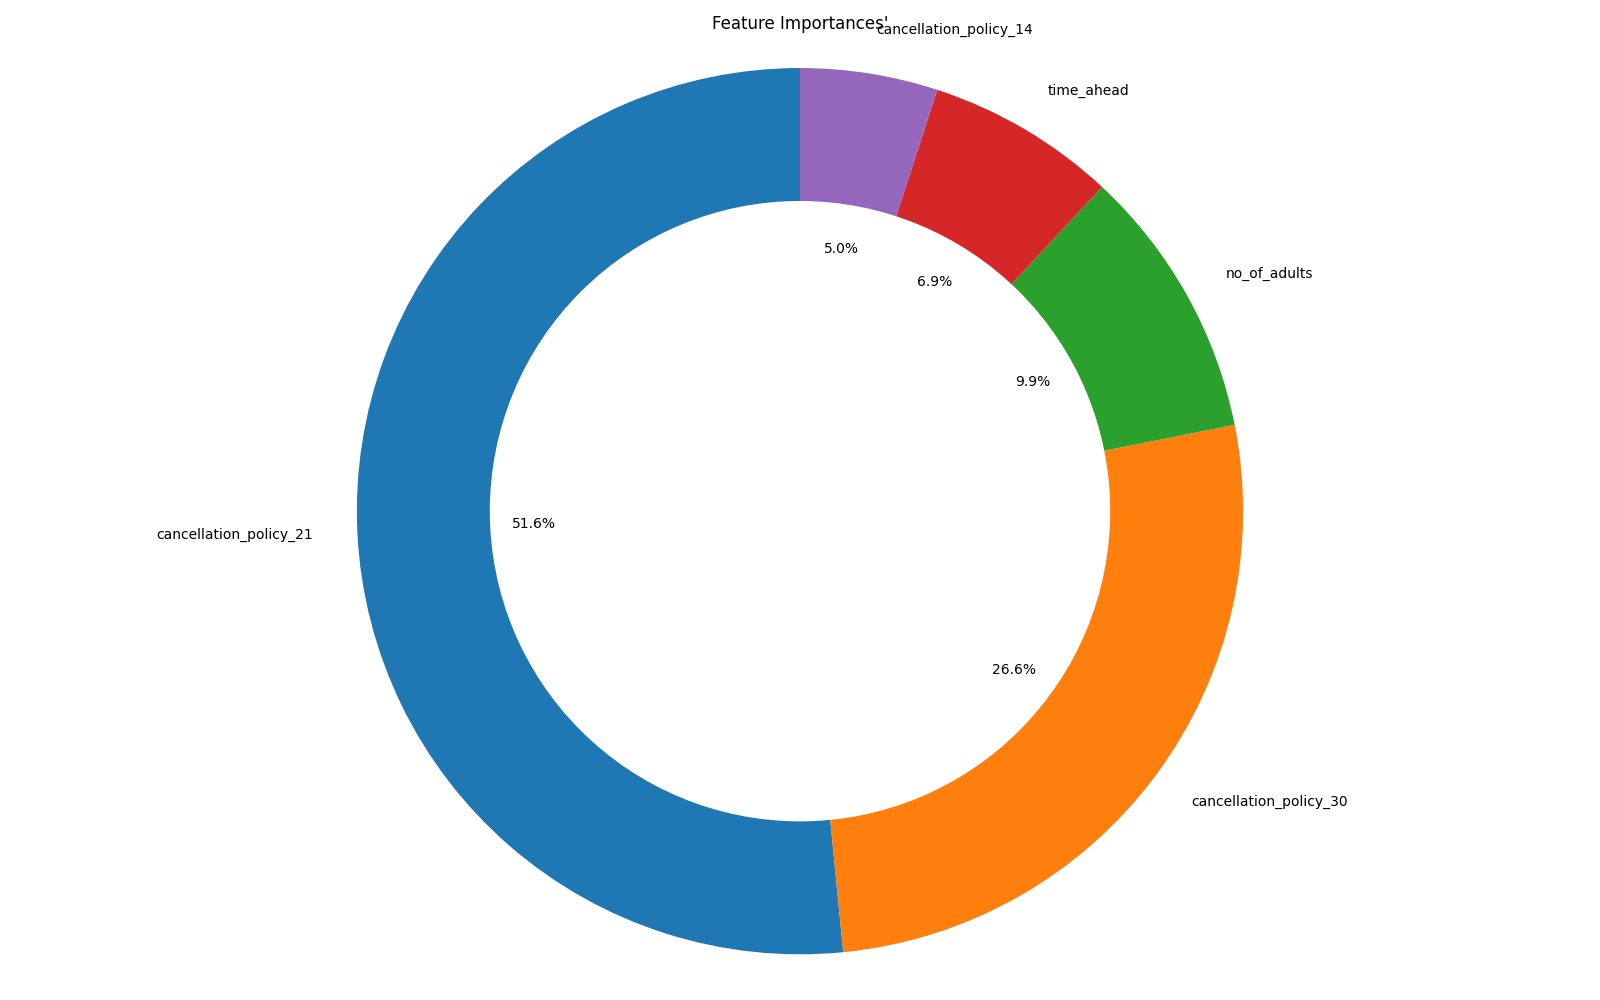 Feature Importances'
cancellation_policy_14
time_ahead
5.0%
no_of_adults
6.9%
9.9%
51.6%
cancellation_policy_21
26.6%
cancellation_policy_30